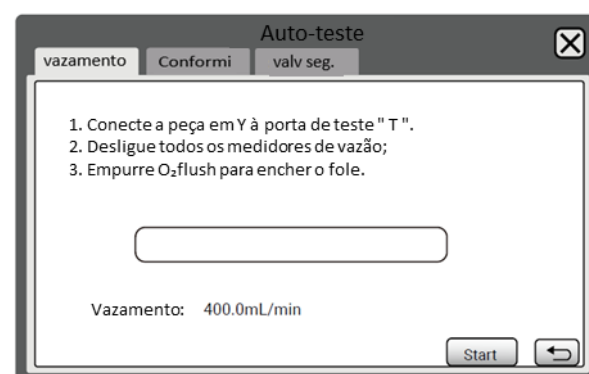 Auto-teste
vazamento Conformi valv seg.
1. Conecte a peça em Y à porta de teste " T ".
2. Desligue todos os medidores de vazão;
3. Empurre O₂flush para encher o fole.
Vazamento: 400.0mL/min
Start